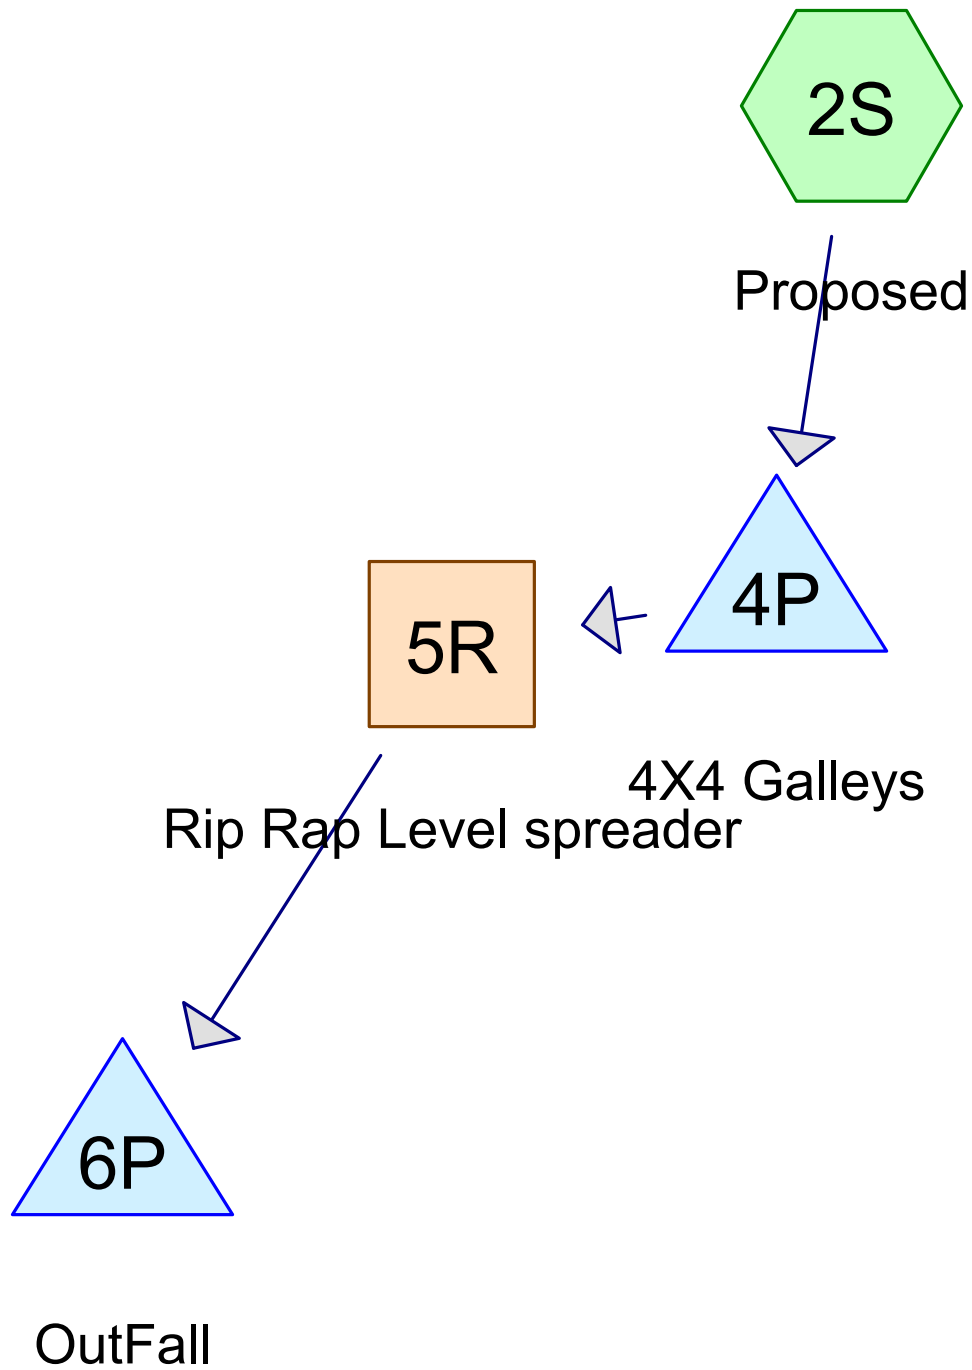 2S
Proposed
4P
4X4 Galleys
5R
Rip Rap Level spreader
6P
OutFall